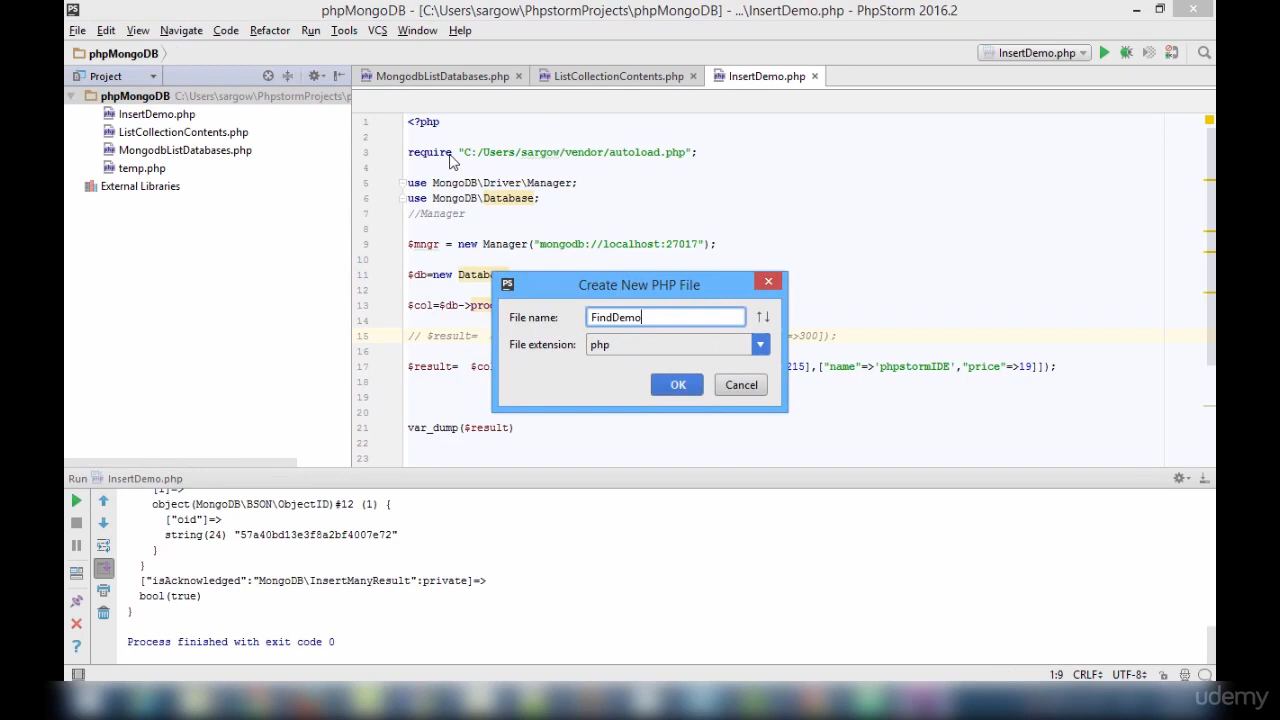 phpMongoDB - [C:\Users\sargow\PhpstormProjects\phpMongoDB] - ...\InsertDemo.php - PhpStorm 2016.2
File Edit View Navigate Code Refactor Run Tools VCS Window Help
phpMongoDB
InsertDemo.php
Project
MongodbListDatabases.php
ListCollectionContents.php
InsertDemo.php
phpMongoDB C:\Users\sargow\PhpstormProjects\p
InsertDemo.php
ListCollectionContents.php
MongodbListDatabases.php
temp.php
External Libraries
1 <?php
2
3 require "C:/Users/sargow/vendor/autoload.php";
4
5 use MongoDB\Driver\Manager;
6 use MongoDB\Database;
7 //Manager
8
9 $mngr = new Manager("mongodb://localhost:27017");
10
11 $db=new Datab
12
13 $col=$db->pro
15 // $result= =>300]);
16
17 $result= $co 215],["name"=>'phpstormIDE',"price"=>19]]);
18
19
20
21 var_dump($result)
22
23
Create New PHP File
File name: FindDemo
File extension: php
OK Cancel
Run InsertDemo.php
[1]=>
object(MongoDB\BSON\ObjectID)#12 (1) {
["oid"]=>
string(24) "57a40bd13e3f8a2bf4007e72"
}
}
["isAcknowledged":"MongoDB\InsertManyResult":private]=>
bool(true)
}
Process finished with exit code 0
1:9 CRLF UTF-8
udemy